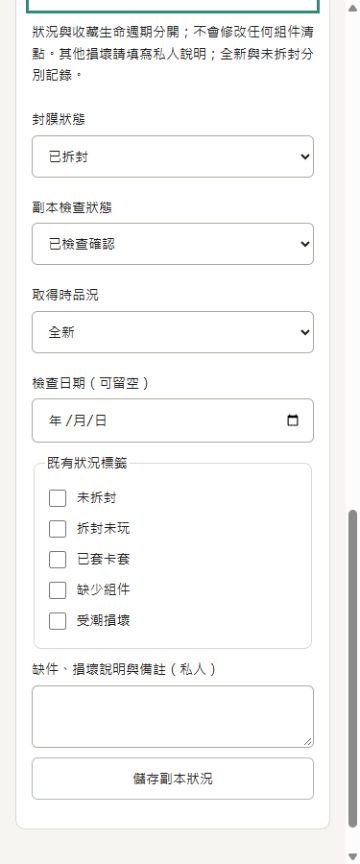 狀況與收藏生命週期分開；不會修改任何組件清
點。其他損壞請填寫私人說明；全新與未拆封分
別記錄。
封膜狀態
已拆封
副本檢查狀態
已檢查確認
取得時品況
全新
檢查日期（可留空）
年 /月/日
既有狀況標籤
未拆封
拆封未玩
已套卡套
缺少組件
受潮損壞
缺件、損壞說明與備註（私人）
儲存副本狀況